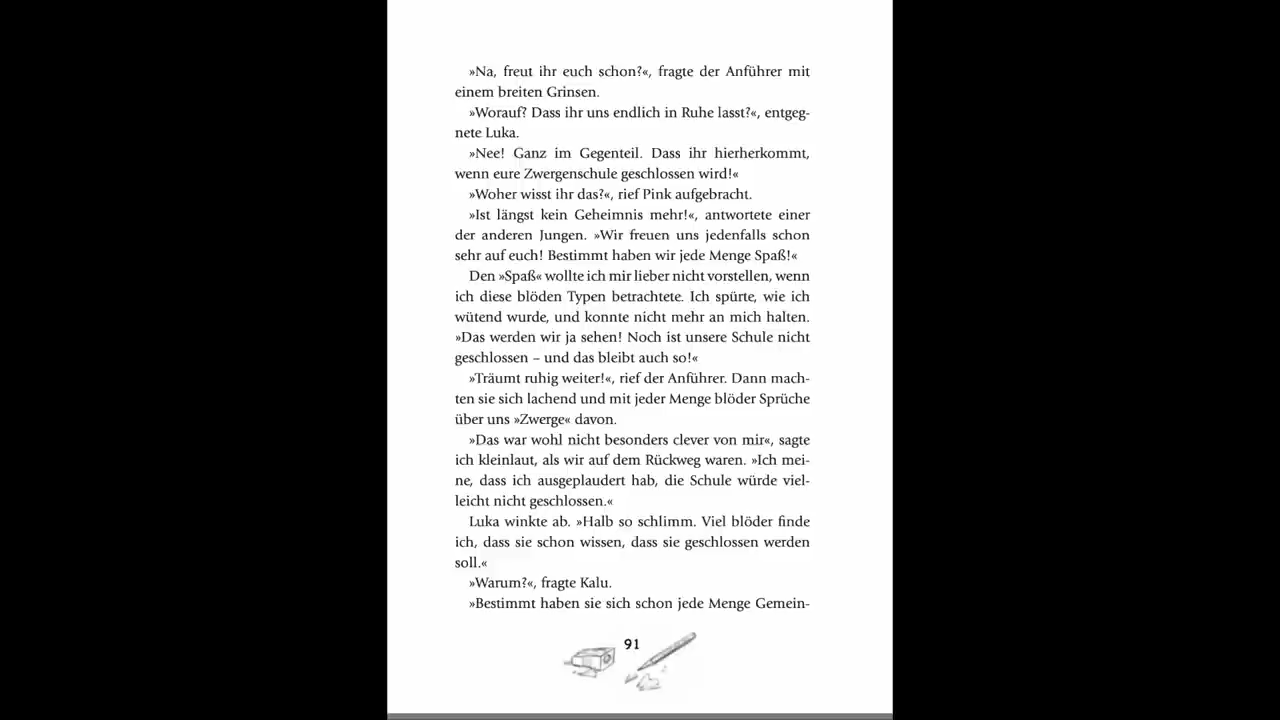 »Na, freut ihr euch schon?«, fragte der Anführer mit
einem breiten Grinsen.
»Worauf? Dass ihr uns endlich in Ruhe lasst?«, entgeg-
nete Luka.
»Nee! Ganz im Gegenteil. Dass ihr hierherkommt,
wenn eure Zwergenschule geschlossen wird!«
»Woher wisst ihr das?«, rief Pink aufgebracht.
»Ist längst kein Geheimnis mehr!«, antwortete einer
der anderen Jungen. »Wir freuen uns jedenfalls schon
sehr auf euch! Bestimmt haben wir jede Menge Spaß!«
Den »Spaß« wollte ich mir lieber nicht vorstellen, wenn
ich diese blöden Typen betrachtete. Ich spürte, wie ich
wütend wurde, und konnte nicht mehr an mich halten.
»Das werden wir ja sehen! Noch ist unsere Schule nicht
geschlossen – und das bleibt auch so!«
»Träumt ruhig weiter!«, rief der Anführer. Dann mach-
ten sie sich lachend und mit jeder Menge blöder Sprüche
über uns »Zwerge« davon.
»Das war wohl nicht besonders clever von mir«, sagte
ich kleinlaut, als wir auf dem Rückweg waren. »Ich mei-
ne, dass ich ausgeplaudert hab, die Schule würde viel-
leicht nicht geschlossen.«
Luka winkte ab. »Halb so schlimm. Viel blöder finde
ich, dass sie schon wissen, dass sie geschlossen werden
soll.«
»Warum?«, fragte Kalu.
»Bestimmt haben sie sich schon jede Menge Gemein-
91